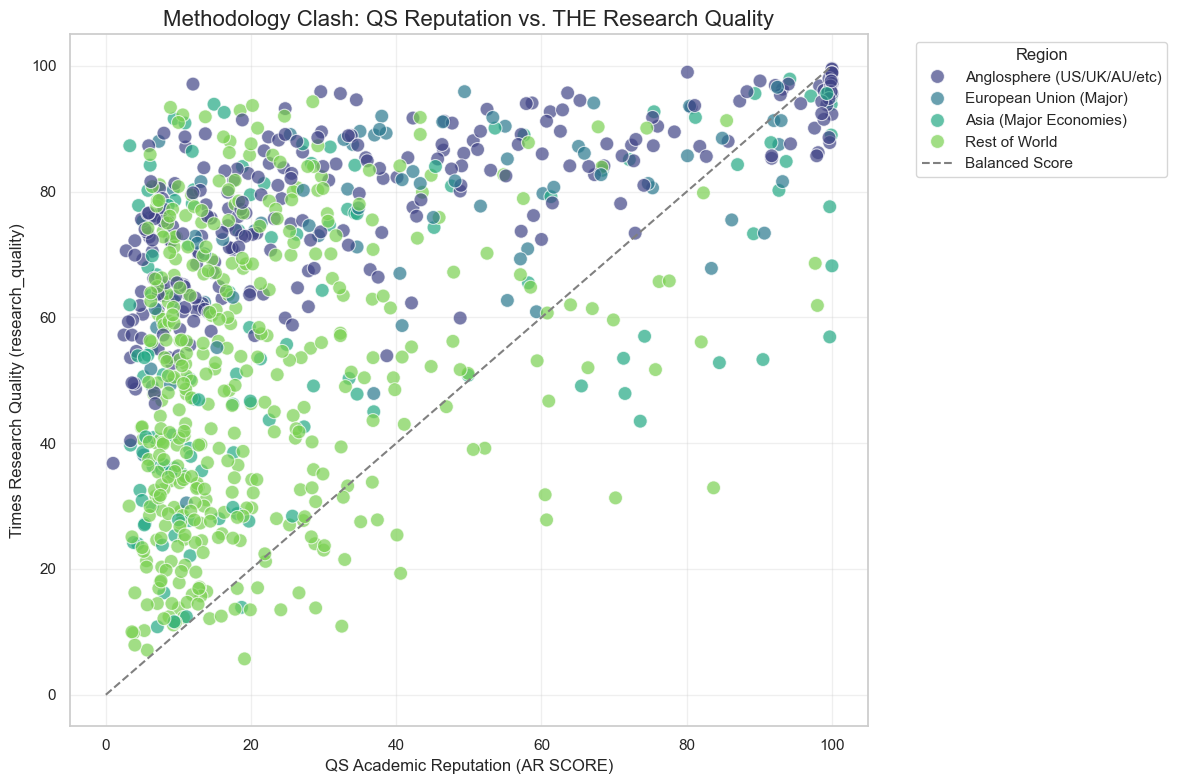 Methodology Clash: QS Reputation vs. THE Research Quality
Times Research Quality (research_quality)
100
80
60
40
20
0
0 20 40 60 80 100
QS Academic Reputation (AR SCORE)
Region
Anglosphere (US/UK/AU/etc)
European Union (Major)
Asia (Major Economies)
Rest of World
Balanced Score